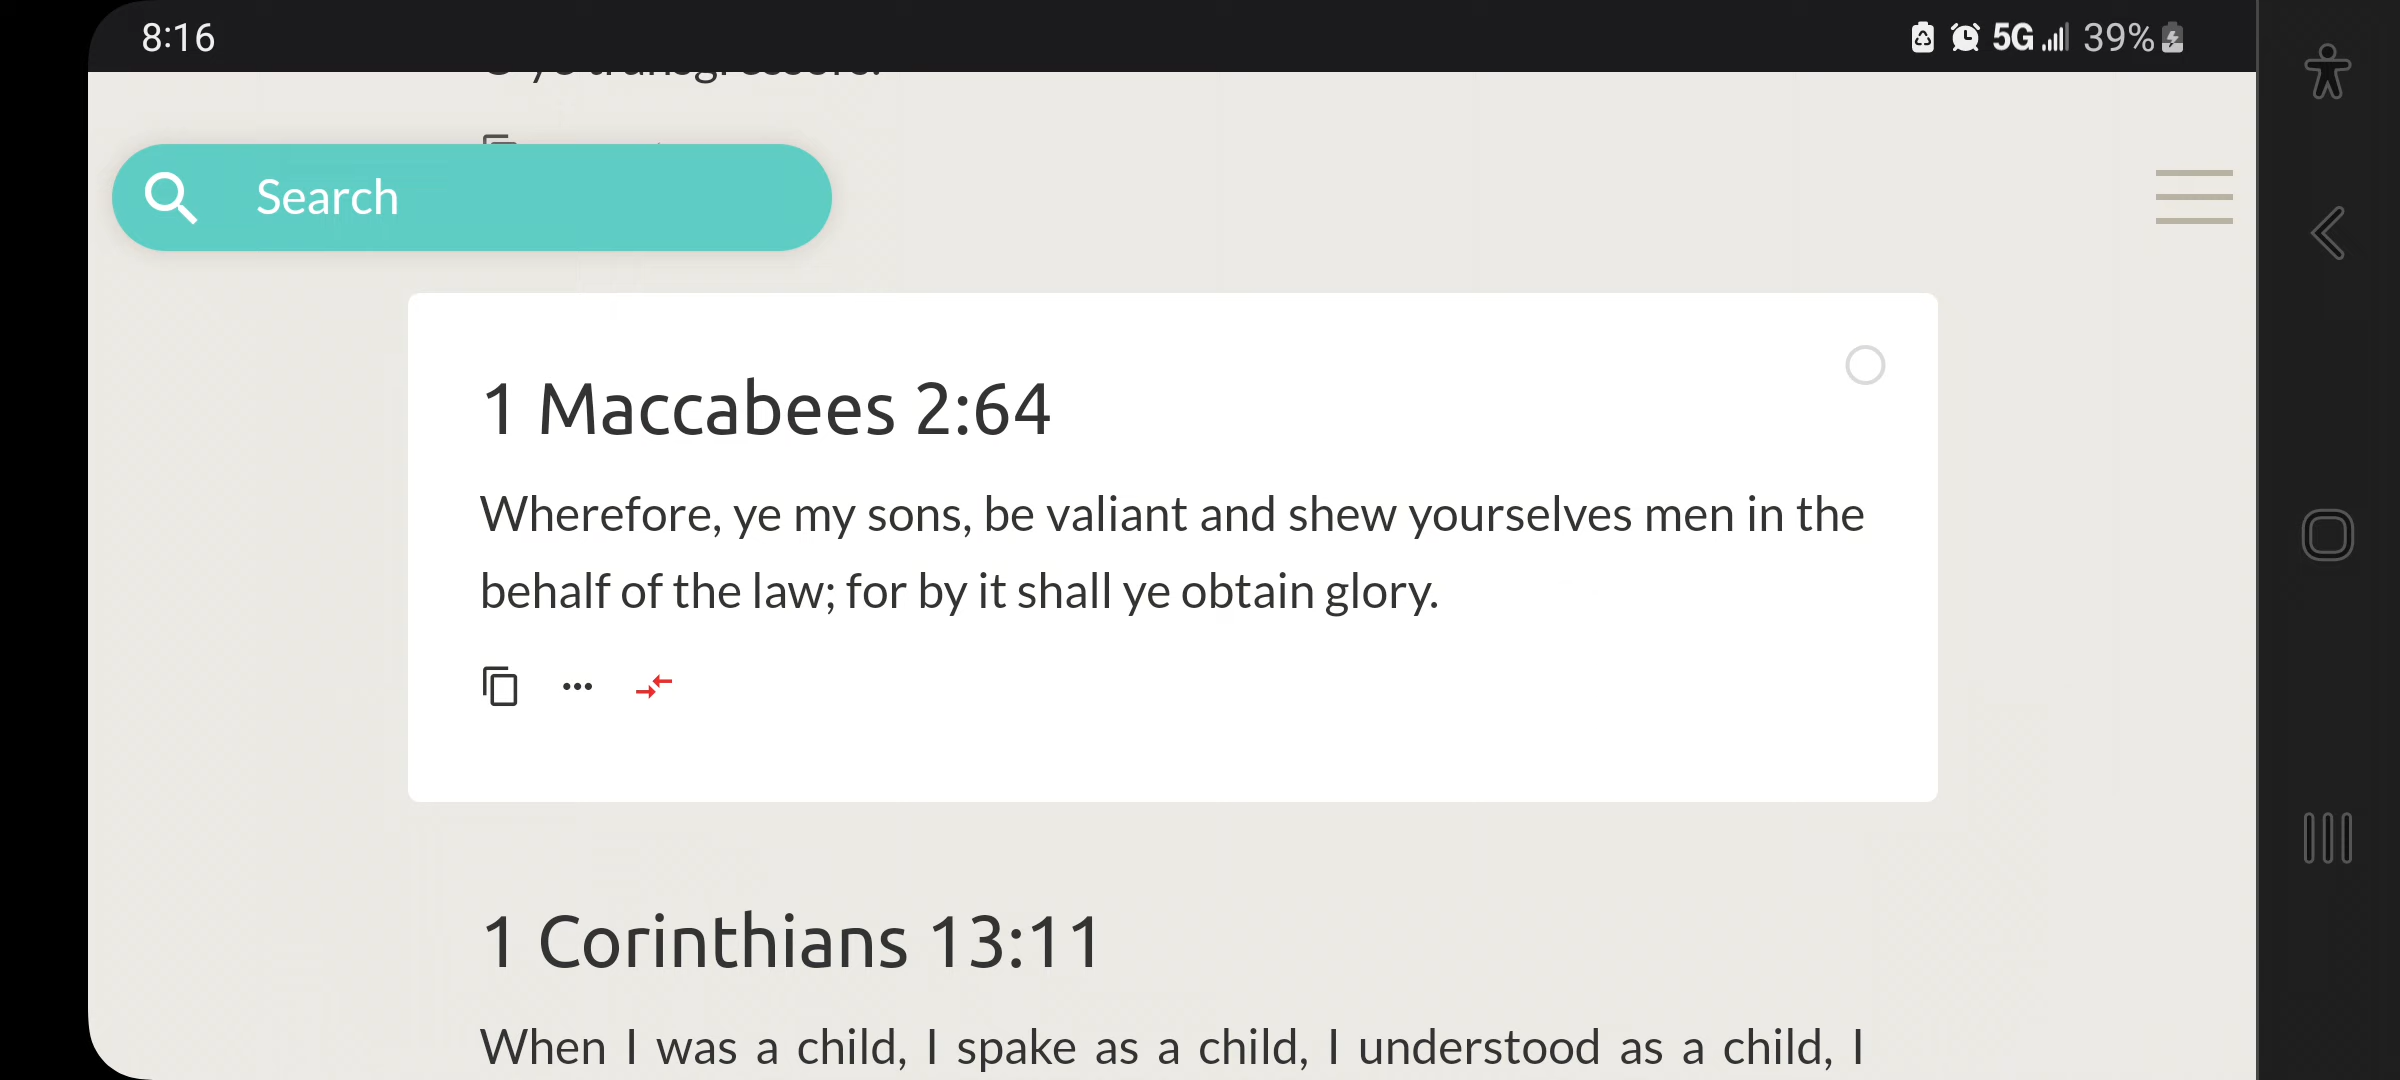 8:16
5G 39%
O ye transgressors.
Search
1 Maccabees 2:64
Wherefore, ye my sons, be valiant and shew yourselves men in the
behalf of the law; for by it shall ye obtain glory.
1 Corinthians 13:11
When I was a child, I spake as a child, I understood as a child, I